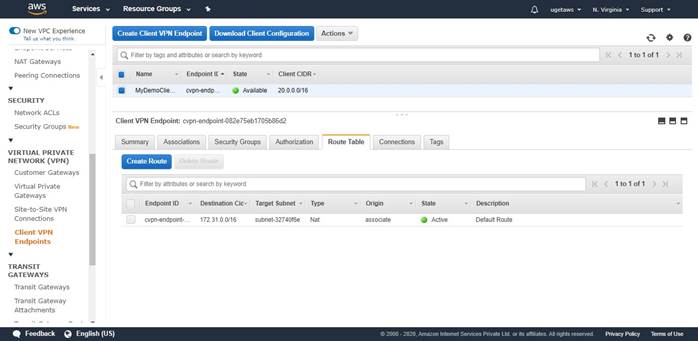 aws
Services
Resource Groups
ugetaws
N. Virginia
Support
New VPC Experience
Tell us what you think
NAT Gateways
Peering Connections
SECURITY
Network ACLs
Security Groups New
VIRTUAL PRIVATE
NETWORK (VPN)
Customer Gateways
Virtual Private
Gateways
Site-to-Site VPN
Connections
Client VPN
Endpoints
TRANSIT
GATEWAYS
Transit Gateways
Transit Gateway
Attachments
Create Client VPN Endpoint
Download Client Configuration
Actions
Filter by tags and attributes or search by keyword
1 to 1 of 1
Name Endpoint ID State Client CIDR
MyDemoClie... cvpn-endp... Available 20.0.0.0/16
Client VPN Endpoint: cvpn-endpoint-082e75eb1705b86d2
Summary Associations Security Groups Authorization Route Table Connections Tags
Create Route
Delete Route
Filter by attributes or search by keyword
1 to 1 of 1
Endpoint ID Destination Cidr Target Subnet Type Origin State Description
cvpn-endpoint-... 172.31.0.0/16 subnet-32740f6e Nat associate Active Default Route
Feedback
English (US)
© 2008 - 2020, Amazon Internet Services Private Ltd. or its affiliates. All rights reserved.
Privacy Policy
Terms of Use